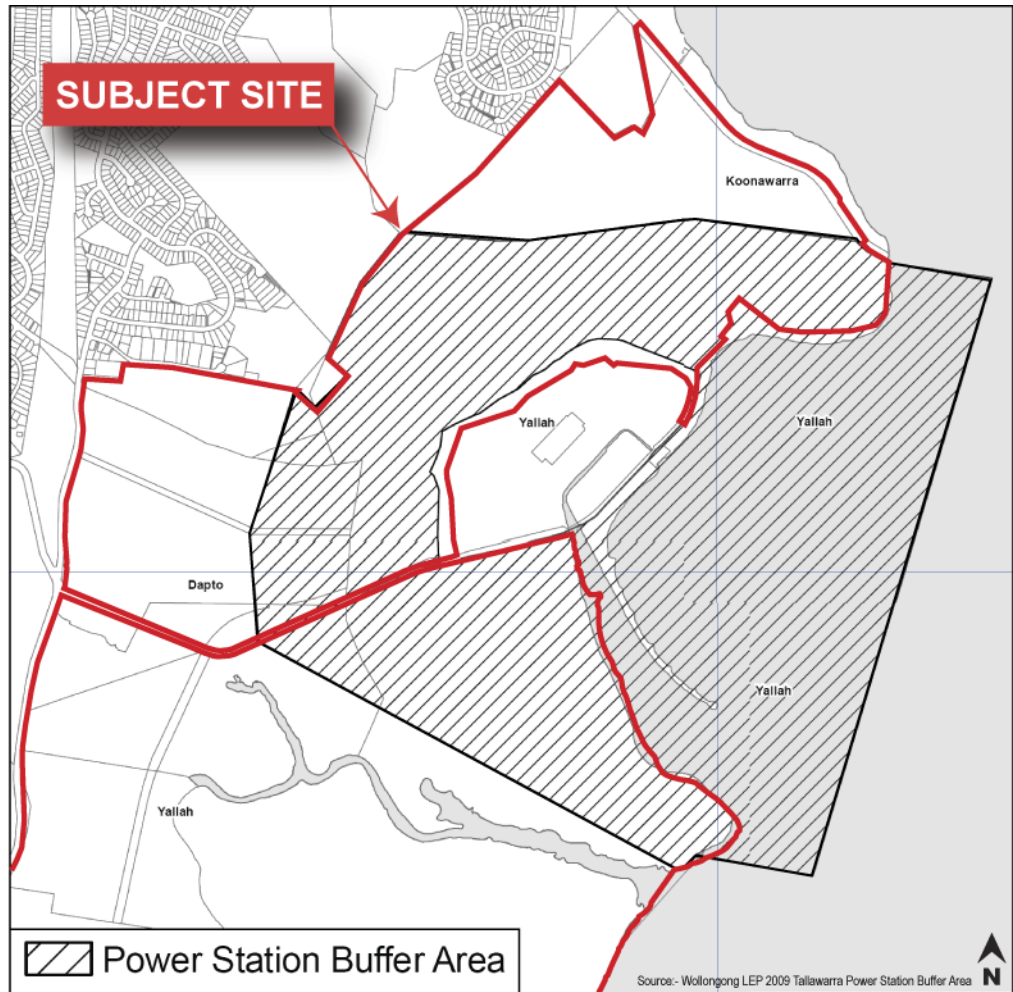 SUBJECT SITE
Koonawarra
Yallah
Yallah
Dapto
Yallah
Yallah
Power Station Buffer Area
Source:- Wollongong LEP 2009 Tallawarra Power Station Buffer Area
N